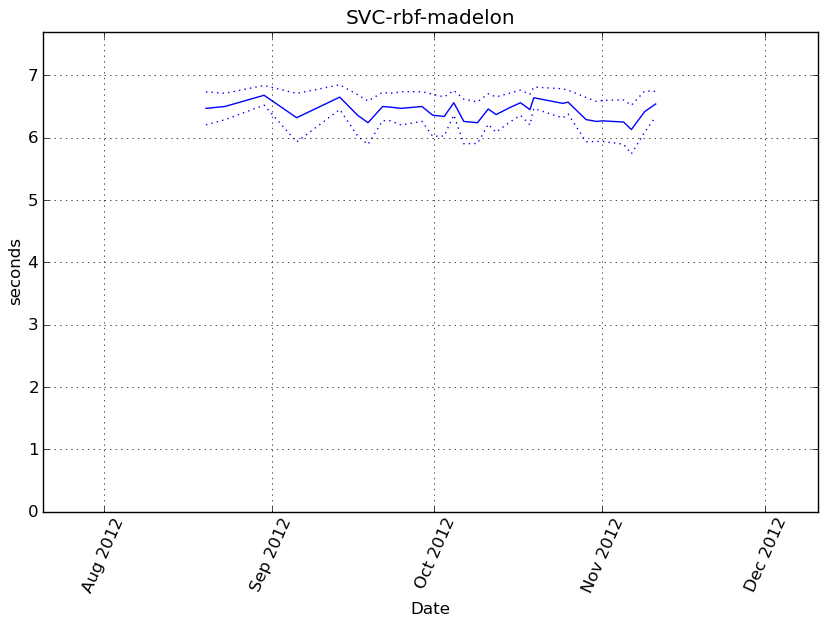 SVC-rbf-madelon
7
6
5
4
3
2
1
0
seconds
Aug 2012
Sep 2012
Oct 2012
Nov 2012
Dec 2012
Date